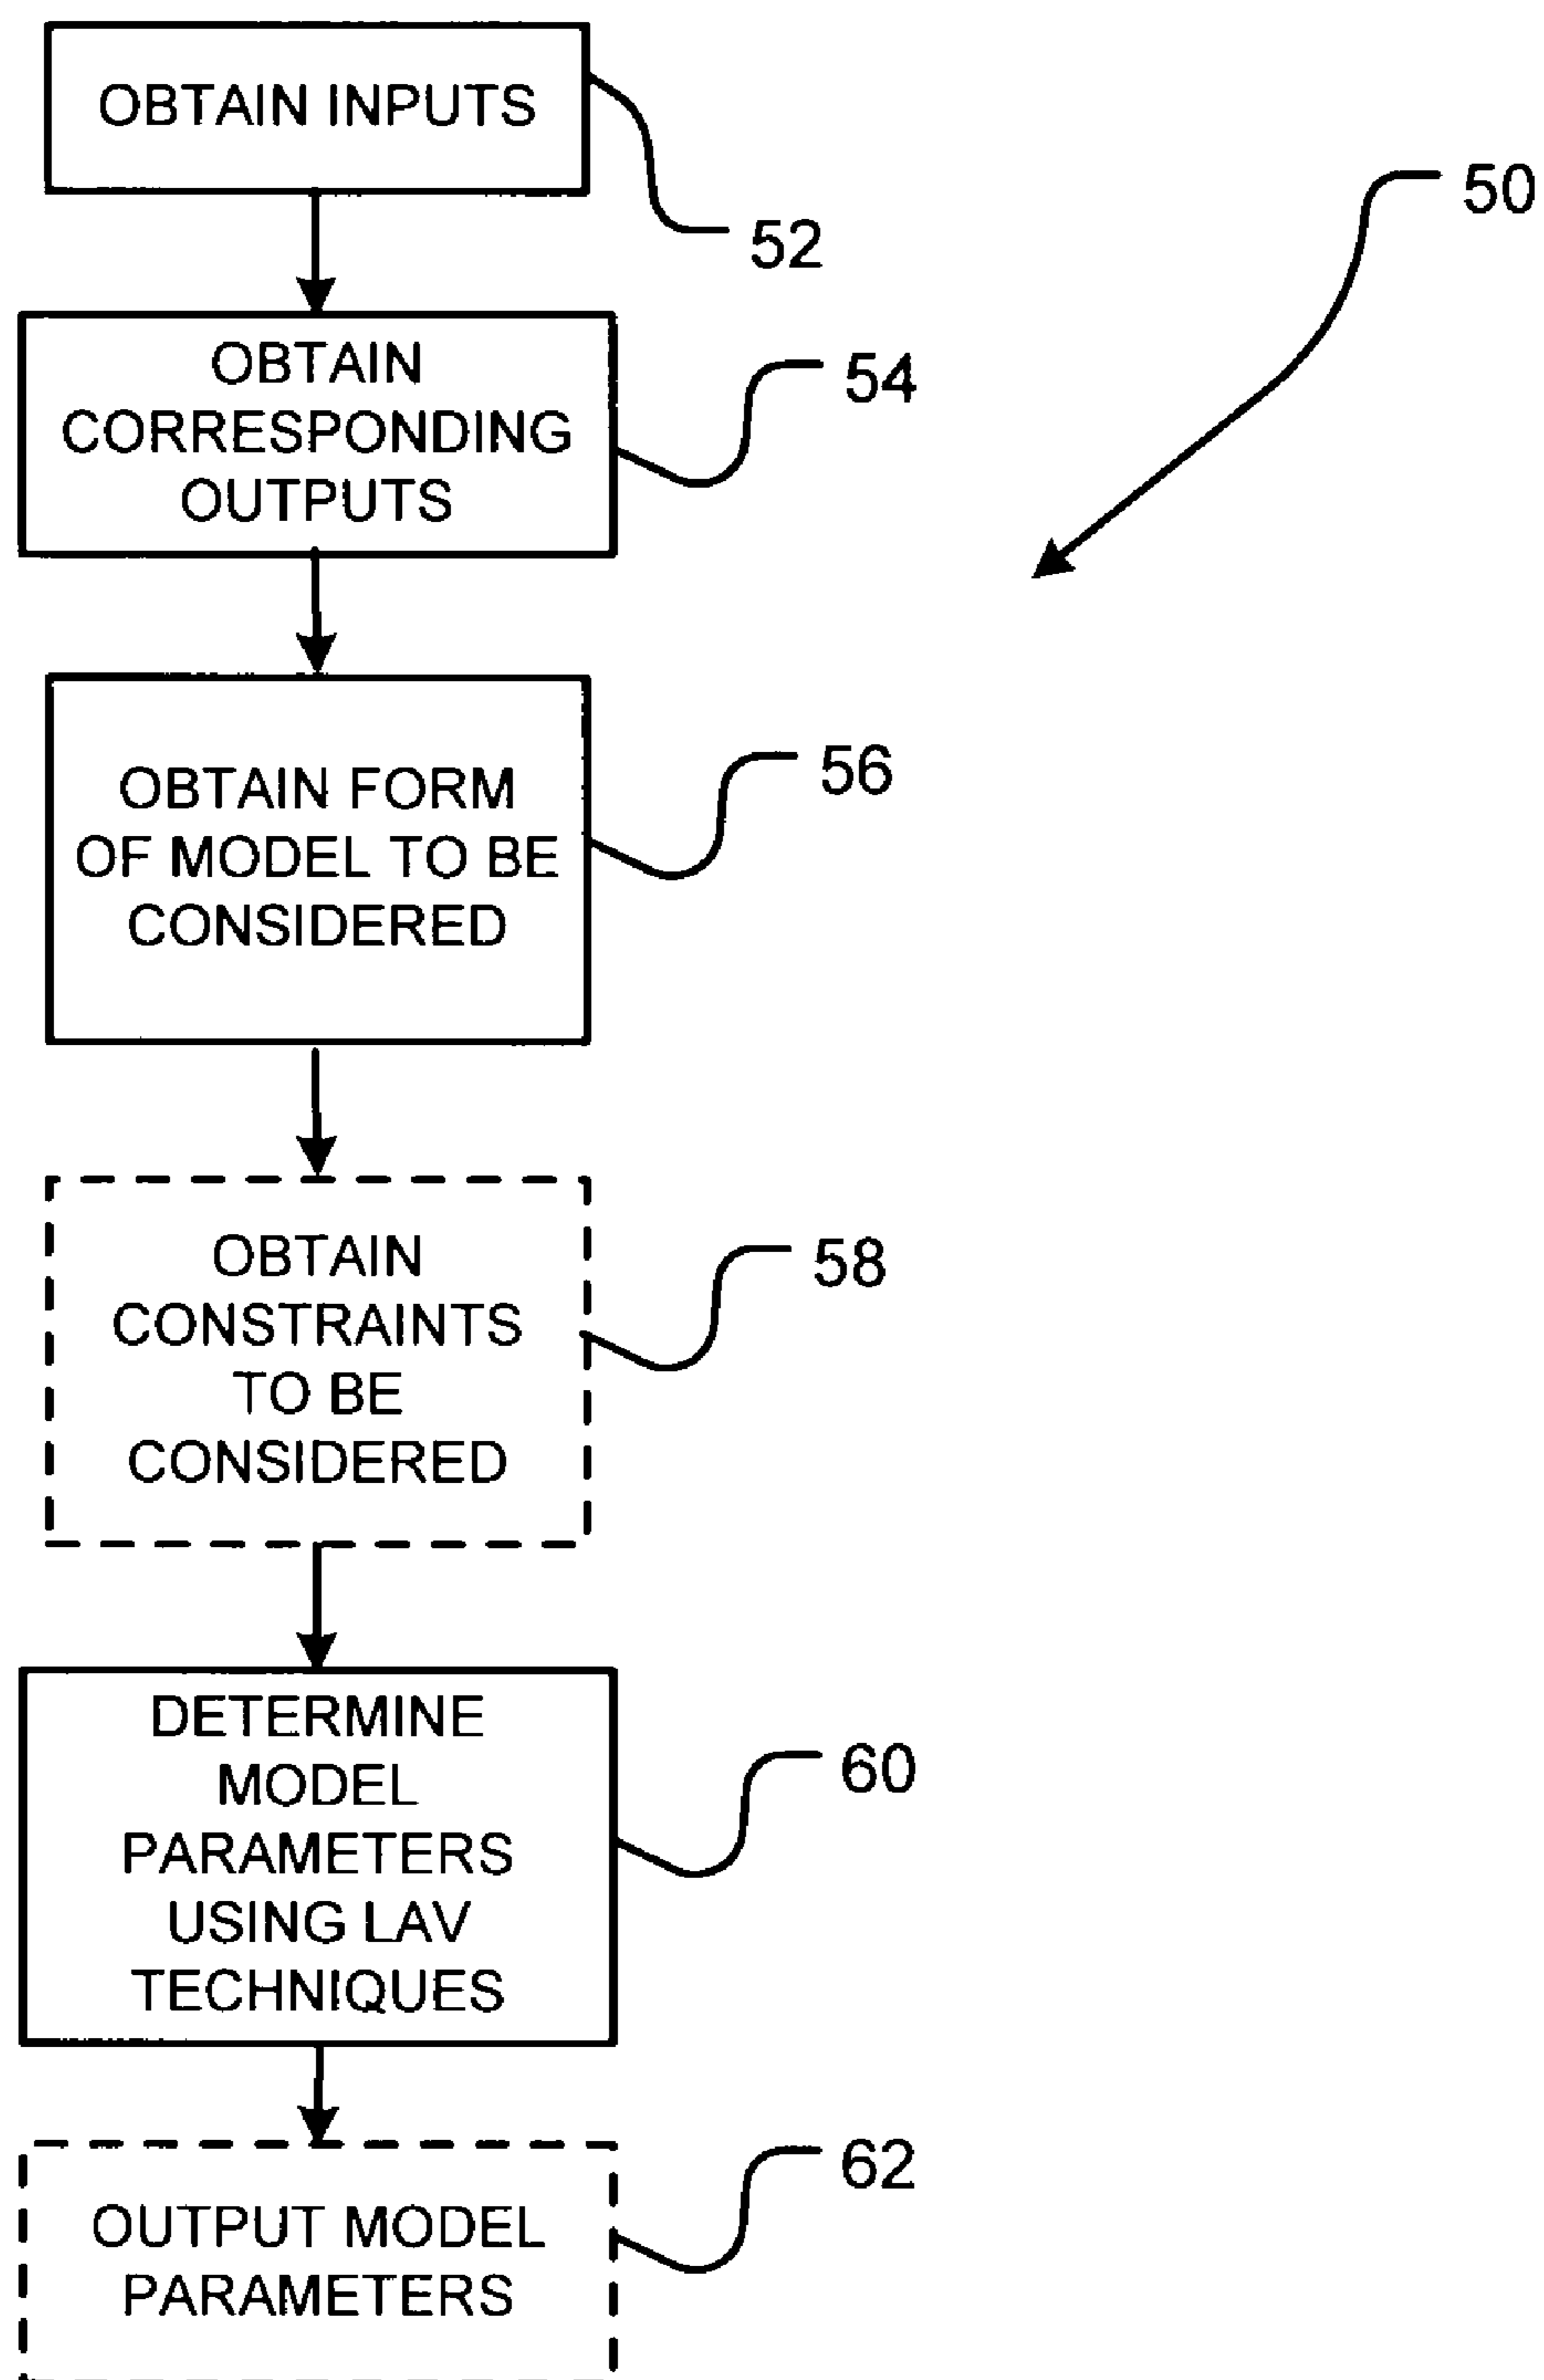 OBTAIN INPUTS
52
50
OBTAIN
CORRESPONDING
OUTPUTS
54
OBTAIN FORM
OF MODEL TO BE
CONSIDERED
56
OBTAIN
CONSTRAINTS
TO BE
CONSIDERED
58
DETERMINE
MODEL
PARAMETERS
USING LAV
TECHNIQUES
60
OUTPUT MODEL
PARAMETERS
62